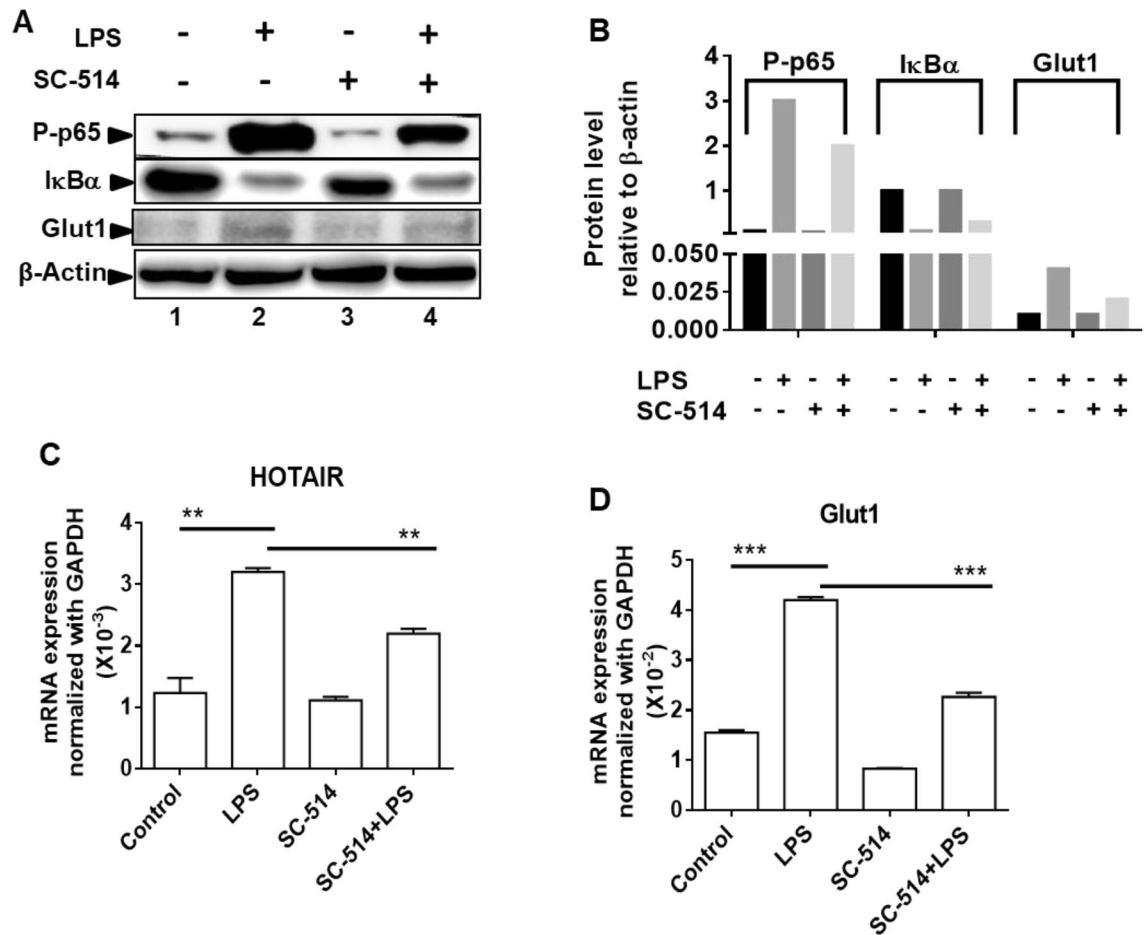 A
LPS - + - +
SC-514 - - + +
P-p65
IκBα
Glut1
β-Actin
1 2 3 4
B
Protein level
relative to β-actin
4
3
2
1
0.050
0.025
0.000
P-p65 IκBα Glut1
LPS - + - + - + - + - + - +
SC-514 - - + + - - + + - - + +
C
HOTAIR
mRNA expression
normalized with GAPDH
(X10⁻³)
4
3
2
1
0
** **
Control LPS SC-514 SC-514+LPS
D
Glut1
mRNA expression
normalized with GAPDH
(X10⁻²)
5
4
3
2
1
0
*** ***
Control LPS SC-514 SC-514+LPS